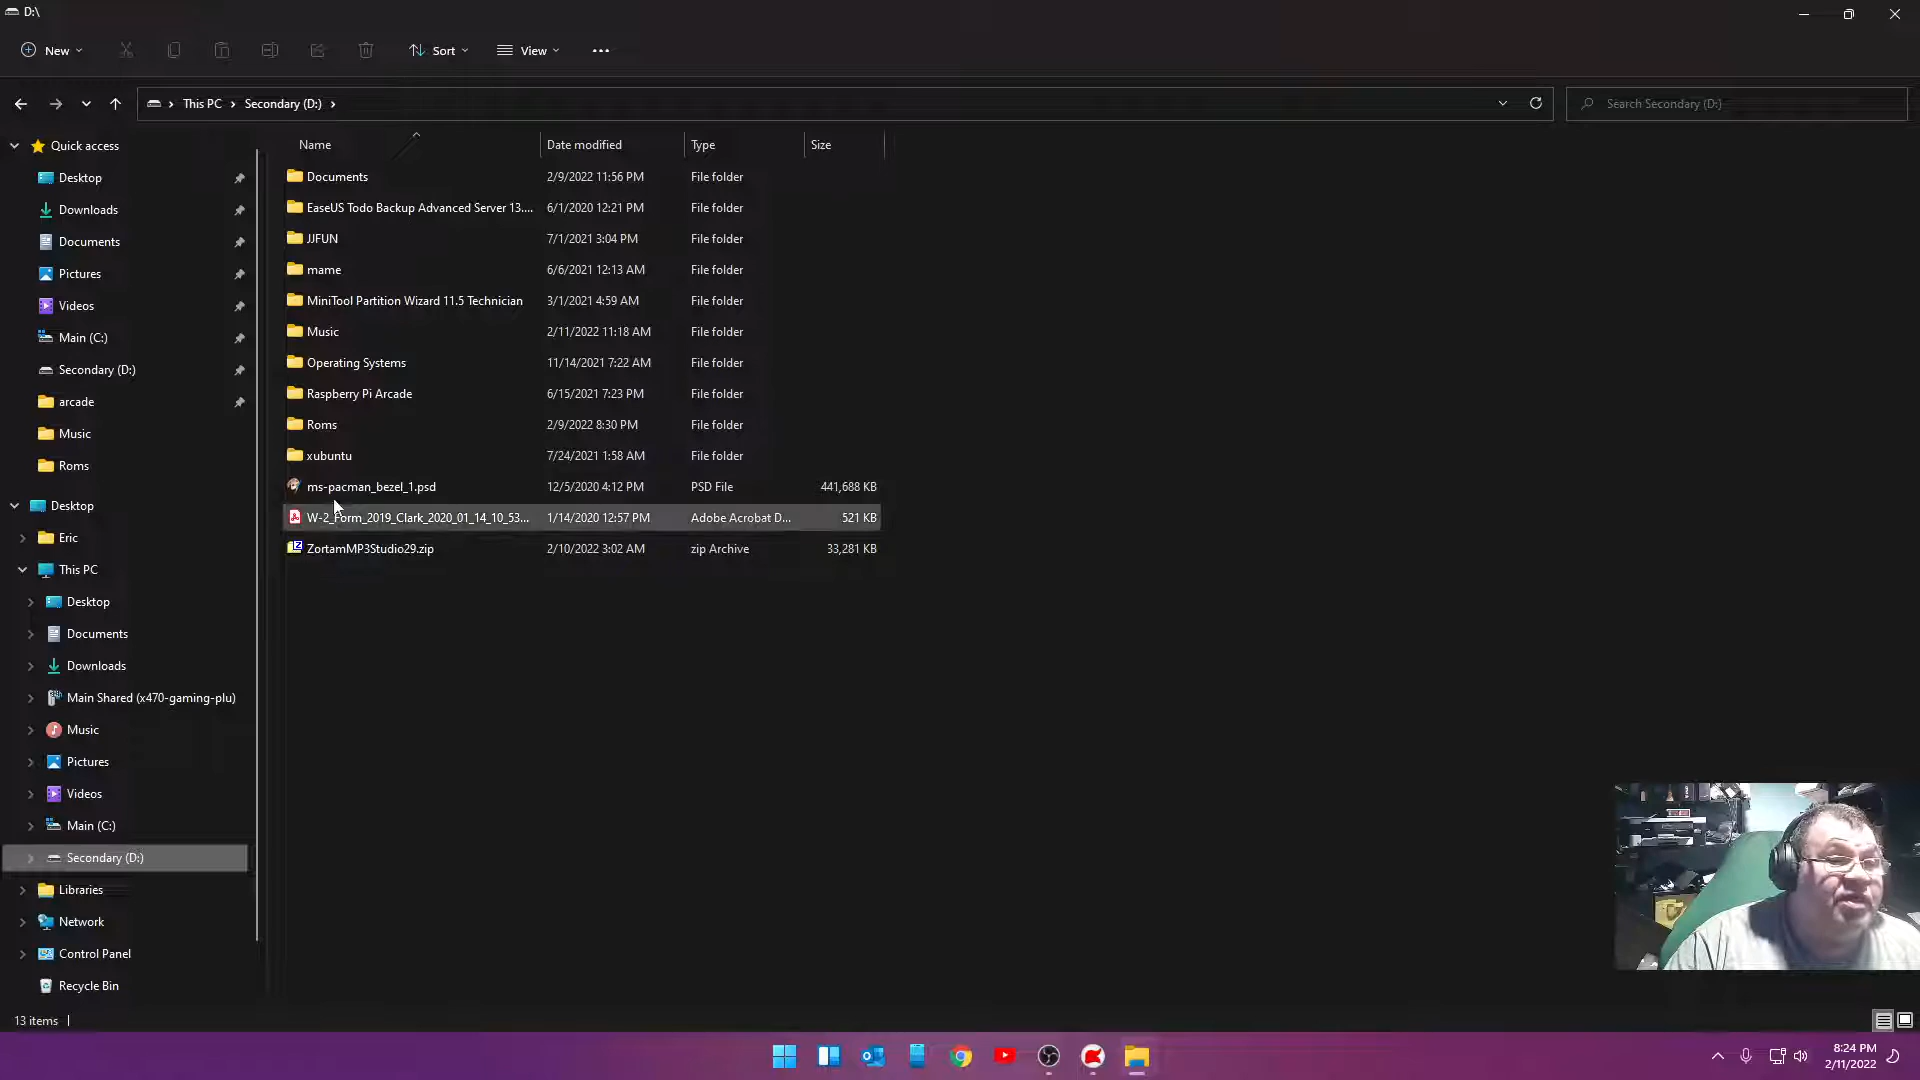 D:\
New
Sort
View
This PC
Secondary (D:)
Search Secondary (D:)
Name Date modified Type Size
Documents 2/9/2022 11:56 PM File folder
EaseUS Todo Backup Advanced Server 13.... 6/1/2020 12:21 PM File folder
JJFUN 7/1/2021 3:04 PM File folder
mame 6/6/2021 12:13 AM File folder
MiniTool Partition Wizard 11.5 Technician 3/1/2021 4:59 AM File folder
Music 2/11/2022 11:18 AM File folder
Operating Systems 11/14/2021 7:22 AM File folder
Raspberry Pi Arcade 6/15/2021 7:23 PM File folder
Roms 2/9/2022 8:30 PM File folder
xubuntu 7/24/2021 1:58 AM File folder
ms-pacman_bezel_1.psd 12/5/2020 4:12 PM PSD File 441,688 KB
W-2_Form_2019_Clark_2020_01_14_10_53... 1/14/2020 12:57 PM Adobe Acrobat D... 521 KB
ZortamMP3Studio29.zip 2/10/2022 3:02 AM zip Archive 33,281 KB
Quick access
Desktop
Downloads
Documents
Pictures
Videos
Main (C:)
Secondary (D:)
arcade
Music
Roms
Desktop
Eric
This PC
Desktop
Documents
Downloads
Main Shared (x470-gaming-plu)
Music
Pictures
Videos
Main (C:)
Secondary (D:)
Libraries
Network
Control Panel
Recycle Bin
13 items
8:24 PM
2/11/2022